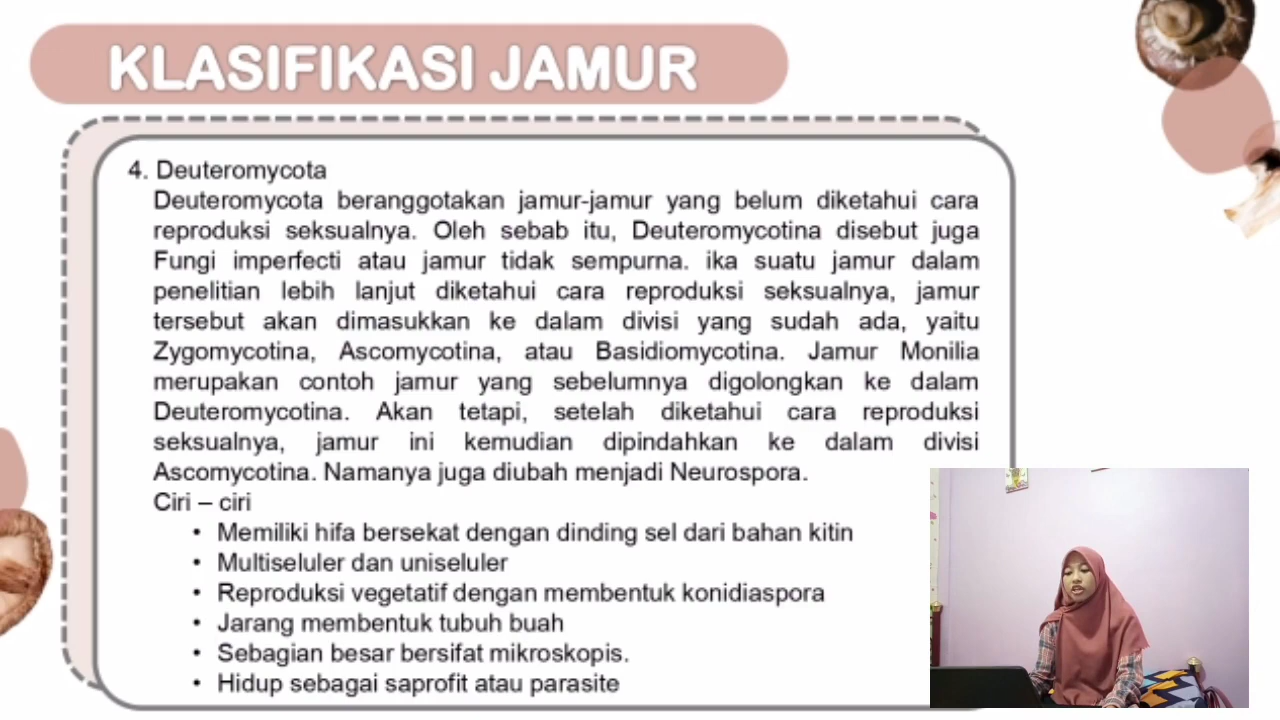 KLASIFIKASI JAMUR
4. Deuteromycota
Deuteromycota beranggotakan jamur-jamur yang belum diketahui cara
reproduksi seksualnya. Oleh sebab itu, Deuteromycotina disebut juga
Fungi imperfecti atau jamur tidak sempurna. ika suatu jamur dalam
penelitian lebih lanjut diketahui cara reproduksi seksualnya, jamur
tersebut akan dimasukkan ke dalam divisi yang sudah ada, yaitu
Zygomycotina, Ascomycotina, atau Basidiomycotina. Jamur Monilia
merupakan contoh jamur yang sebelumnya digolongkan ke dalam
Deuteromycotina. Akan tetapi, setelah diketahui cara reproduksi
seksualnya, jamur ini kemudian dipindahkan ke dalam divisi
Ascomycotina. Namanya juga diubah menjadi Neurospora.
Ciri – ciri
• Memiliki hifa bersekat dengan dinding sel dari bahan kitin
• Multiseluler dan uniseluler
• Reproduksi vegetatif dengan membentuk konidiaspora
• Jarang membentuk tubuh buah
• Sebagian besar bersifat mikroskopis.
• Hidup sebagai saprofit atau parasite